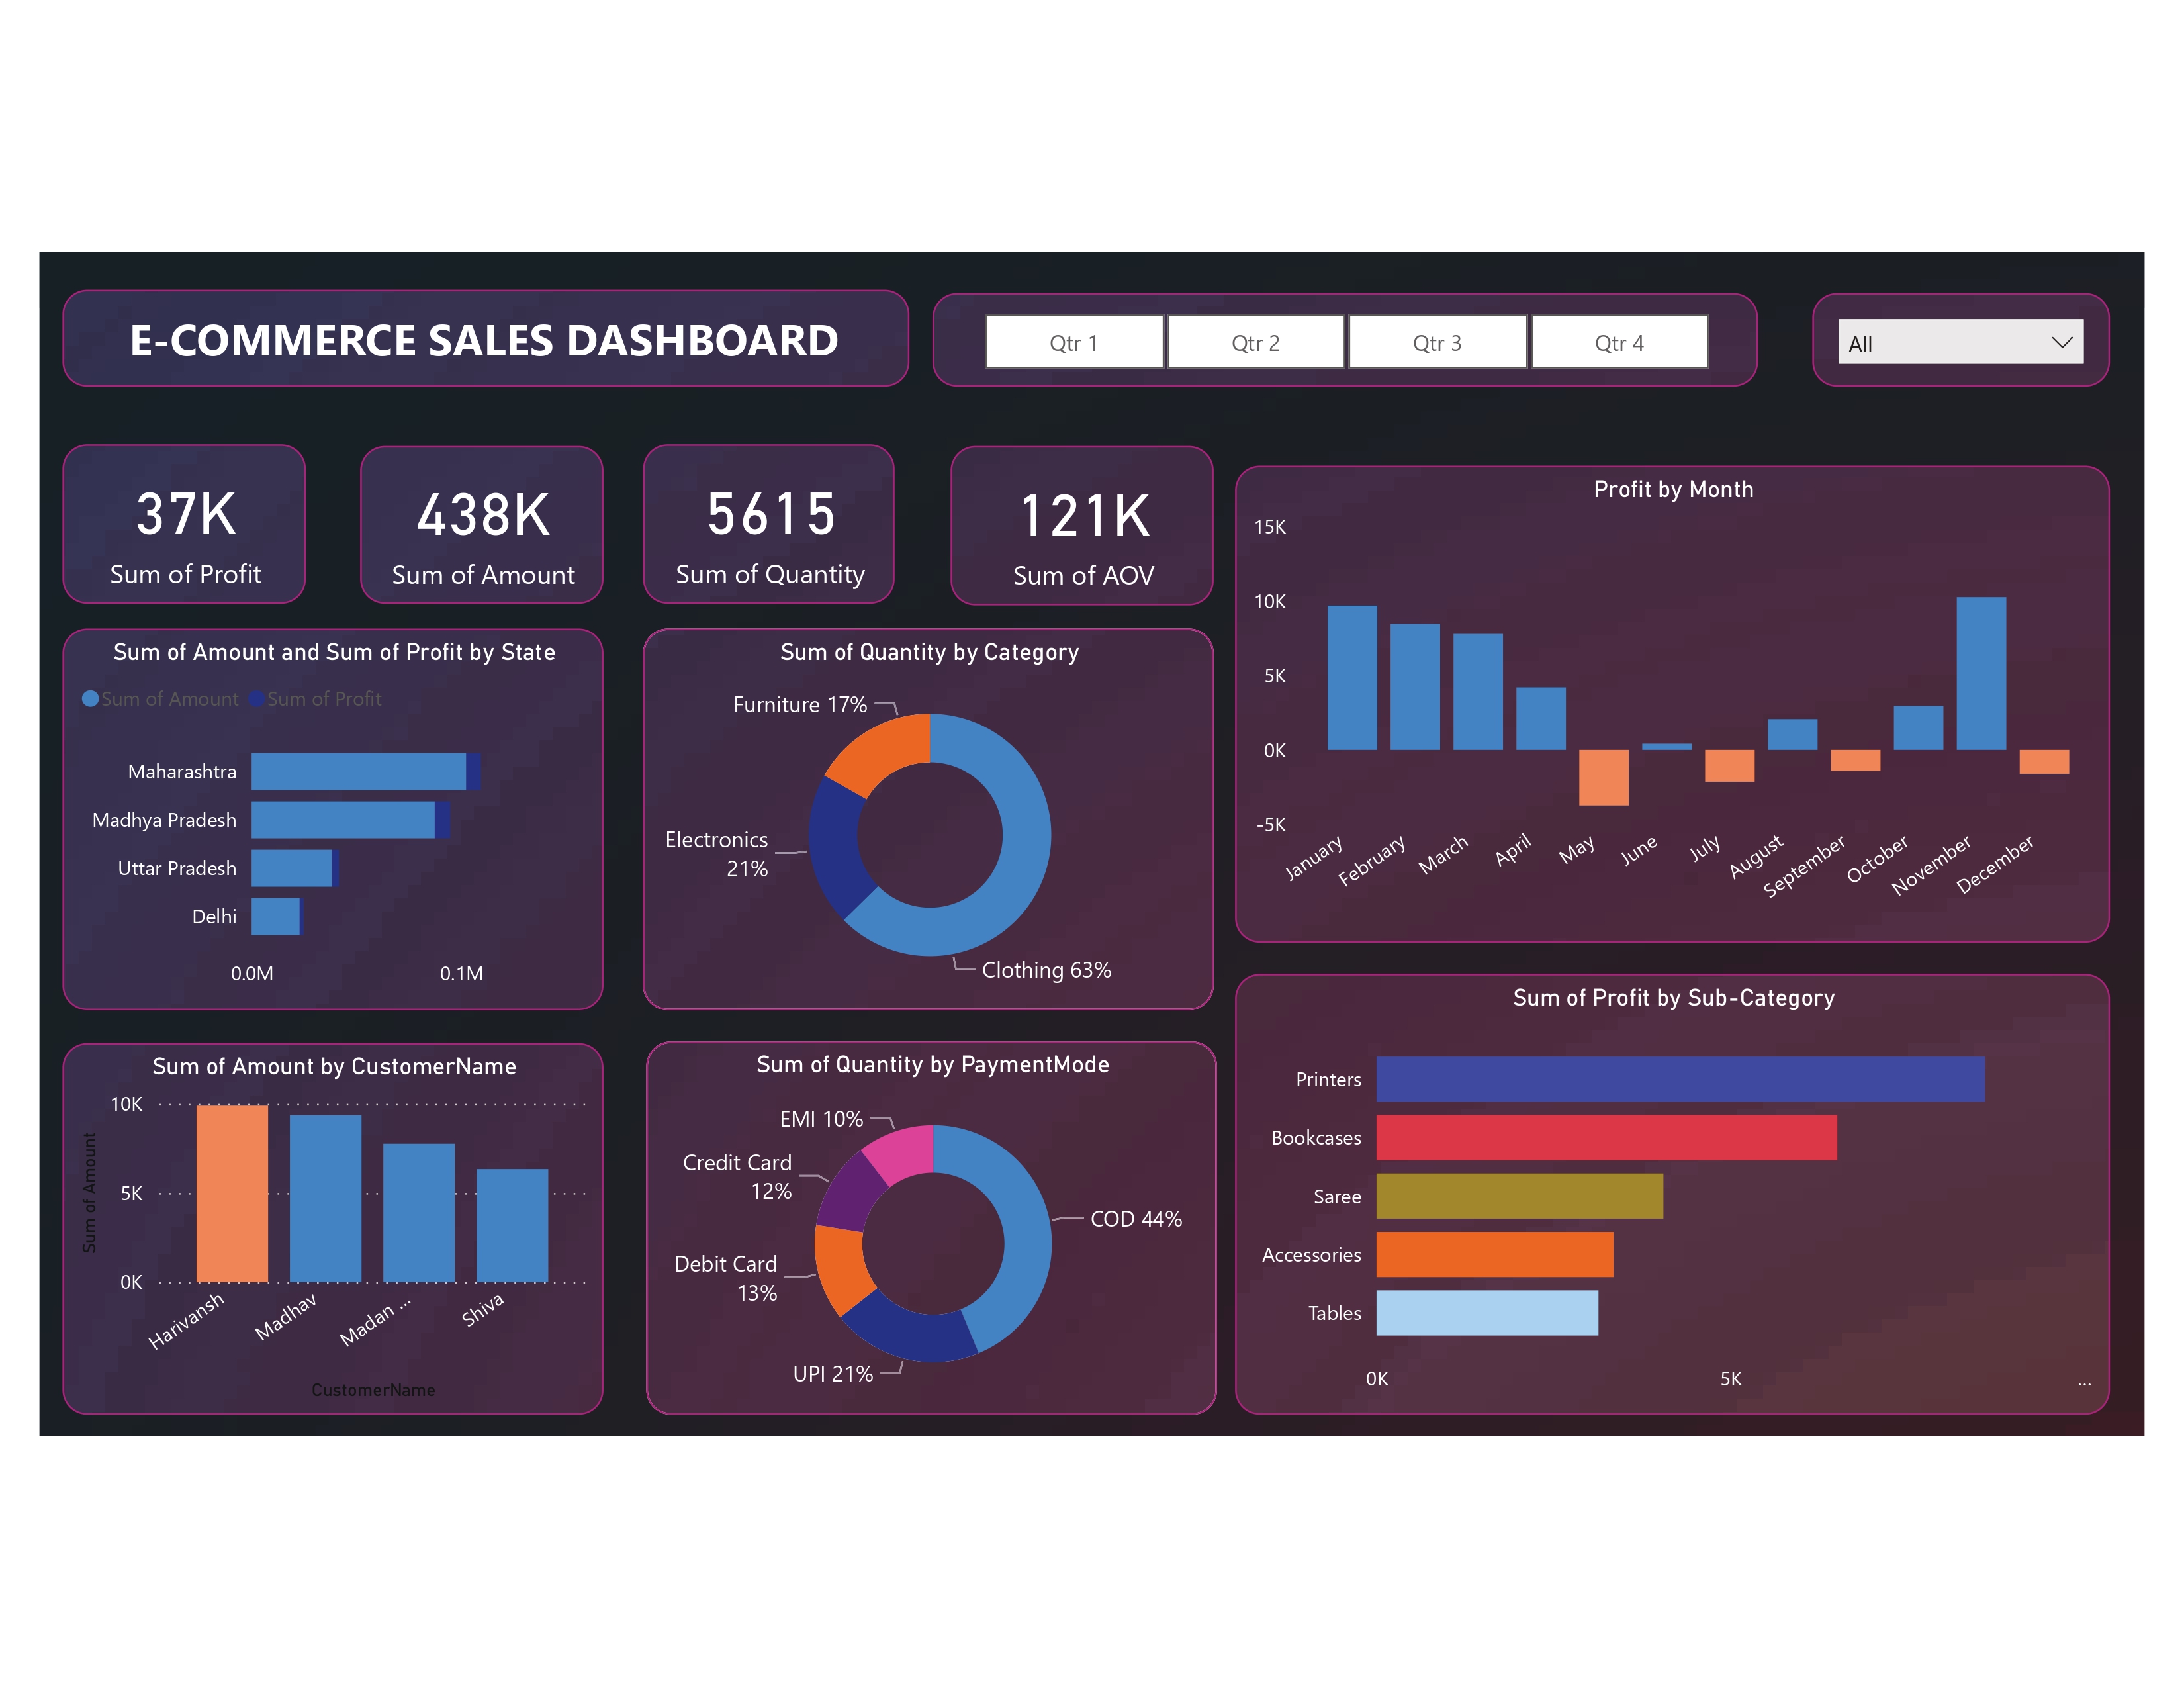 E-COMMERCE SALES DASHBOARD
Qtr 1
Qtr 2
Qtr 3
Qtr 4
All
37K
Sum of Profit
438K
Sum of Amount
5615
Sum of Quantity
121K
Sum of AOV
Profit by Month
15K
10K
5K
0K
-5K
January
February
March
April
May
June
July
August
September
October
November
December
Sum of Amount and Sum of Profit by State
Sum of Amount
Sum of Profit
Maharashtra
Madhya Pradesh
Uttar Pradesh
Delhi
0.0M
0.1M
Sum of Quantity by Category
Furniture 17%
Electronics
21%
Clothing 63%
Sum of Profit by Sub-Category
Printers
Bookcases
Saree
Accessories
Tables
0K
5K
...
Sum of Amount by CustomerName
Sum of Amount
10K
5K
0K
Harivansh
Madhav
Madan ...
Shiva
CustomerName
Sum of Quantity by PaymentMode
EMI 10%
Credit Card
12%
Debit Card
13%
UPI 21%
COD 44%